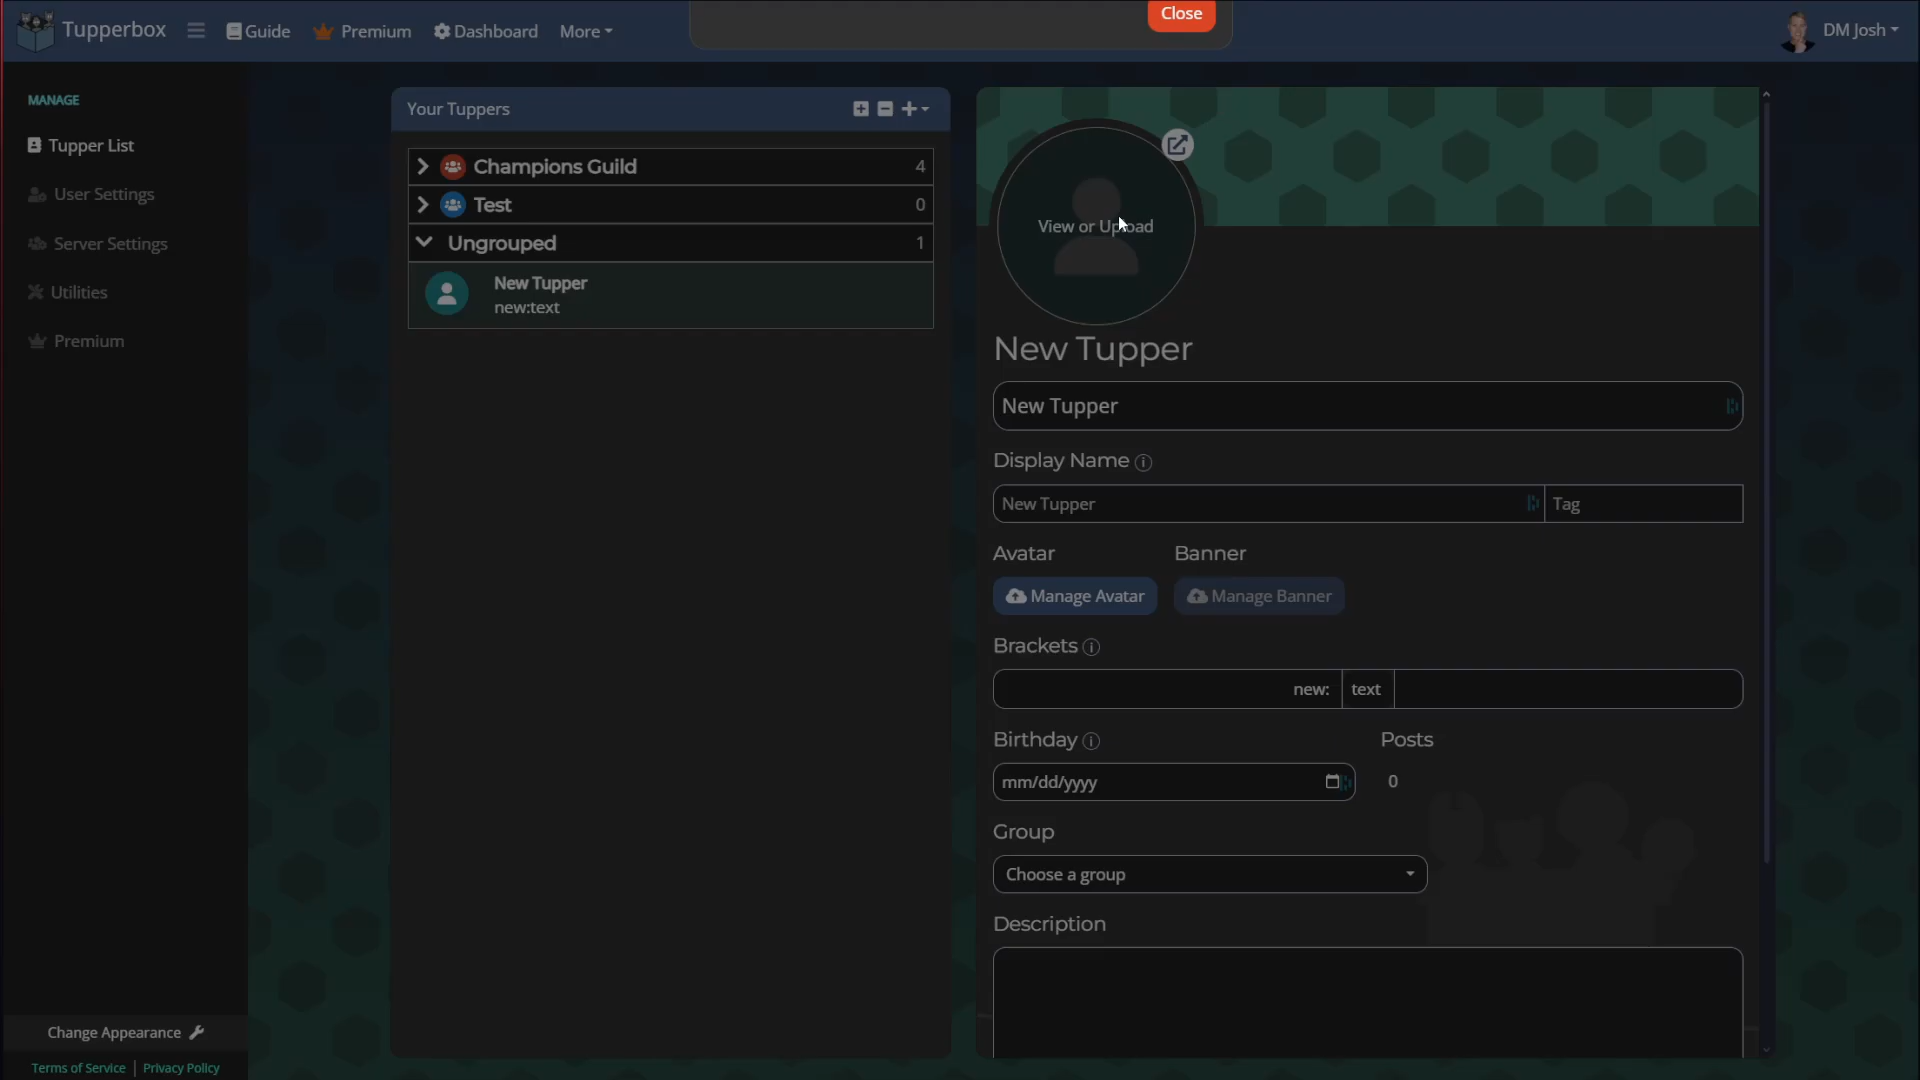 Tupperbox
Guide
Premium
Dashboard
More
Close
DM Josh
MANAGE
Tupper List
User Settings
Server Settings
Utilities
Premium
Change Appearance
Terms of Service | Privacy Policy
Your Tuppers
Champions Guild 4
Test 0
Ungrouped 1
New Tupper
new:text
View or Upload
New Tupper
New Tupper
Display Name
New Tupper Tag
Avatar Banner
Manage Avatar Manage Banner
Brackets
new: text
Birthday Posts
mm/dd/yyyy 0
Group
Choose a group
Description